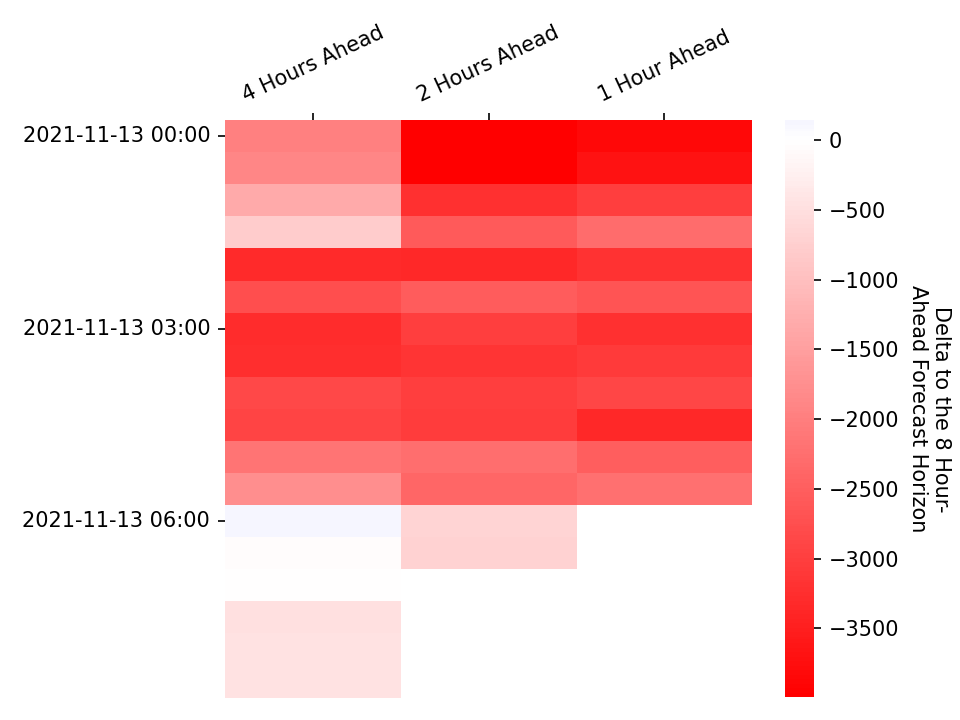 4 Hours Ahead
2 Hours Ahead
1 Hour Ahead
2021-11-13 00:00
2021-11-13 03:00
2021-11-13 06:00
0
−500
−1000
−1500
−2000
−2500
−3000
−3500
Delta to the 8 Hour-
Ahead Forecast Horizon